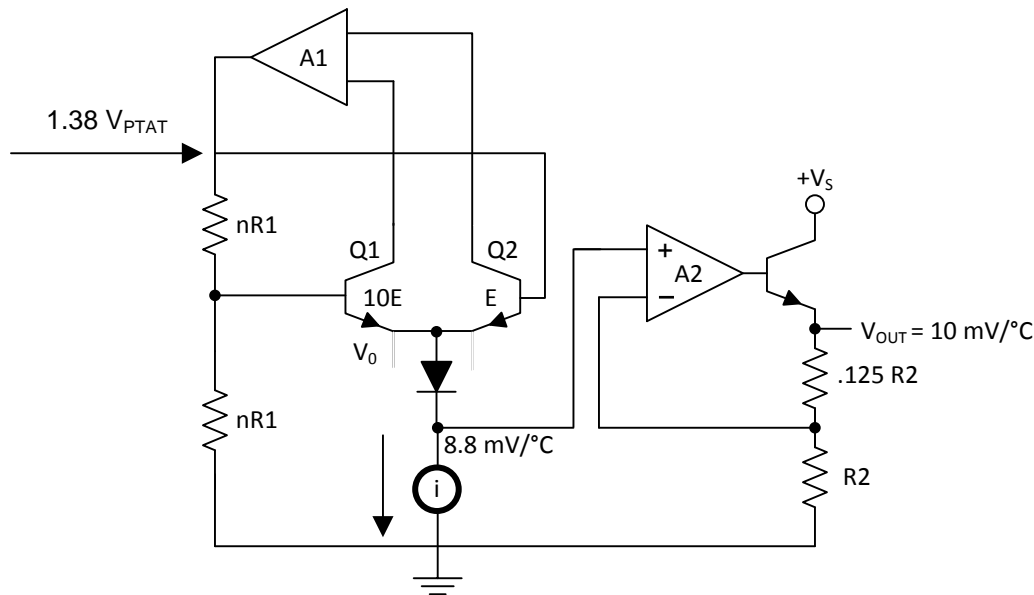 A1
1.38 VPTAT
+VS
nR1
Q1
Q2
+
A2
10E
E
−
VOUT = 10 mV/°C
V0
.125 R2
nR1
8.8 mV/°C
i
R2